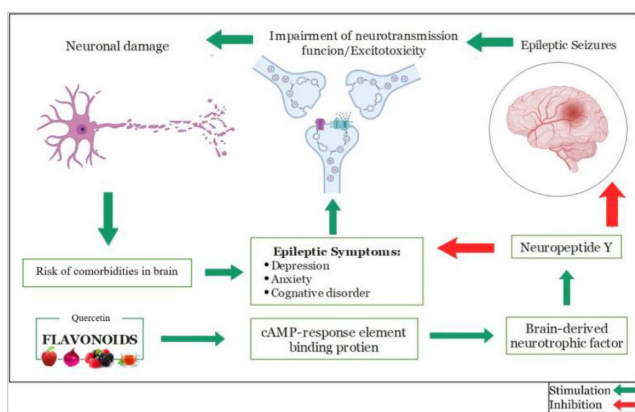 Neuronal damage
Impairment of neurotransmission
funcion/Excitotoxicity
Epileptic Seizures
Risk of comorbidities in brain
Epileptic Symptoms:
• Depression
• Anxiety
• Cognative disorder
Neuropeptide Y
Quercetin
FLAVONOIDS
cAMP-response element
binding protien
Brain-derived
neurotrophic factor
Stimulation
Inhibition